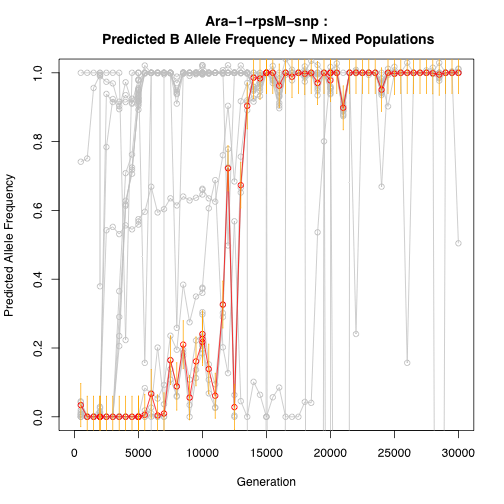 Ara−1−rpsM−snp :
Predicted B Allele Frequency − Mixed Populations
Predicted Allele Frequency
1.0
0.8
0.6
0.4
0.2
0.0
0 5000 10000 15000 20000 25000 30000
Generation